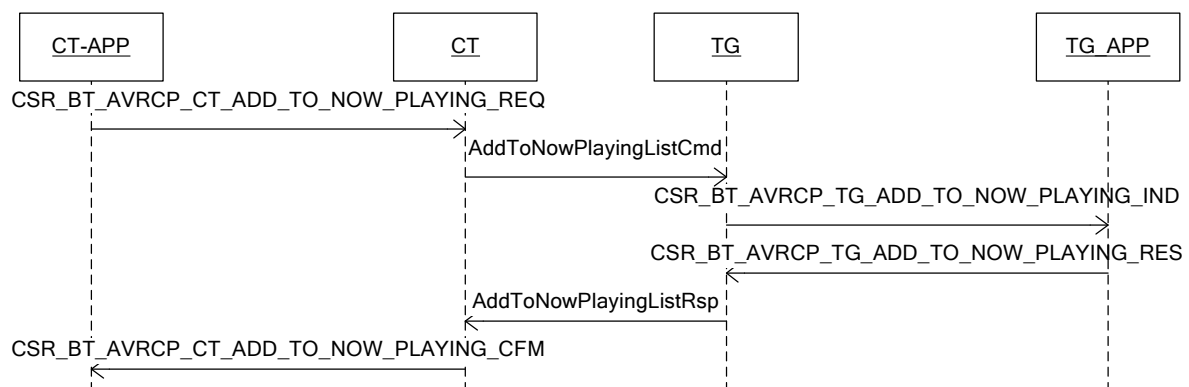 CT-APP
CT
TG
TG_APP
CSR_BT_AVRCP_CT_ADD_TO_NOW_PLAYING_REQ
AddToNowPlayingListCmd
CSR_BT_AVRCP_TG_ADD_TO_NOW_PLAYING_IND
CSR_BT_AVRCP_TG_ADD_TO_NOW_PLAYING_RES
AddToNowPlayingListRsp
CSR_BT_AVRCP_CT_ADD_TO_NOW_PLAYING_CFM